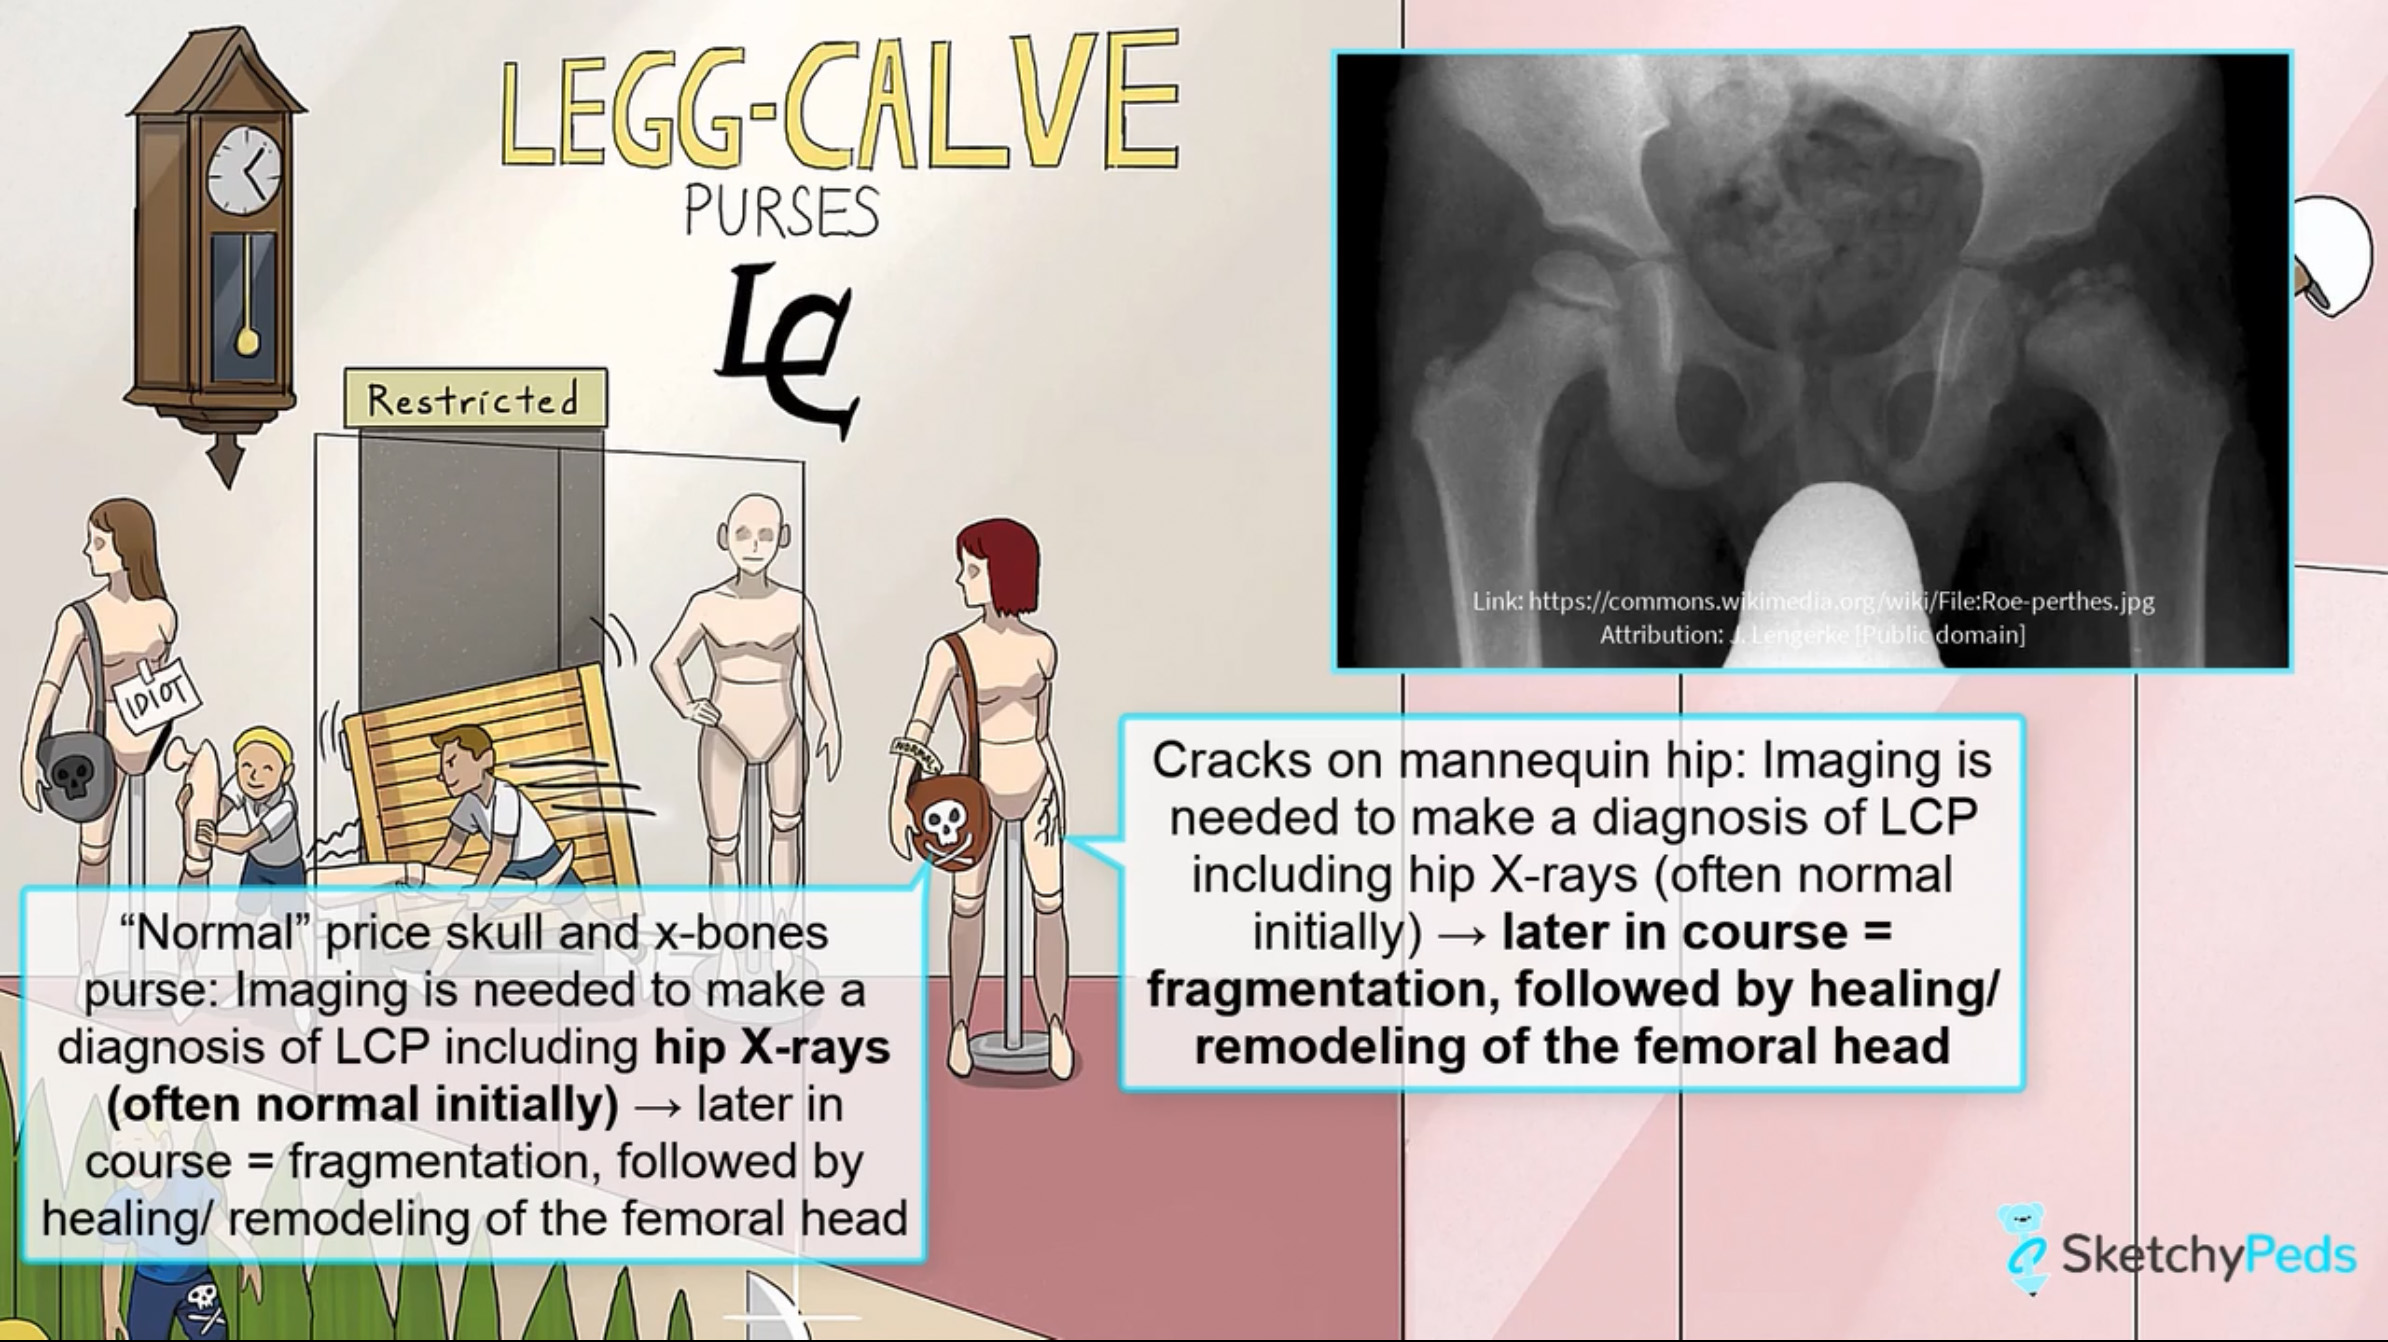 LEGG-CALVE
PURSES
LC
Restricted
IDIOT
NORMAL
Link: https://commons.wikimedia.org/wiki/File:Roe-perthes.jpg
Attribution: J. Lengerke [Public domain]
Cracks on mannequin hip: Imaging is
needed to make a diagnosis of LCP
including hip X-rays (often normal
initially) → later in course =
fragmentation, followed by healing/
remodeling of the femoral head
“Normal” price skull and x-bones
purse: Imaging is needed to make a
diagnosis of LCP including hip X-rays
(often normal initially) → later in
course = fragmentation, followed by
healing/ remodeling of the femoral head
SketchyPeds